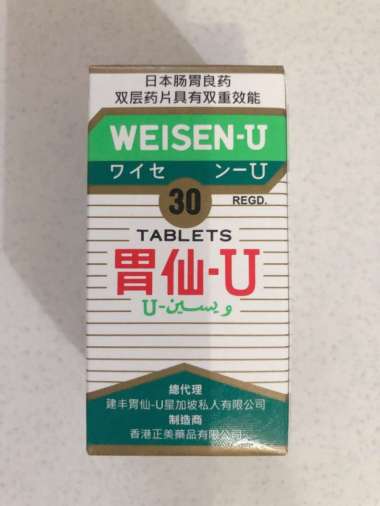 日本肠胃良药
双层药片具有双重效能
WEISEN-U
ワイセ ンーU
30
REGD.
TABLETS
胃仙-U
ويسين-U
總代理
建丰胃仙-U星加坡私人有限公司
制造商
香港正美藥品有限公司